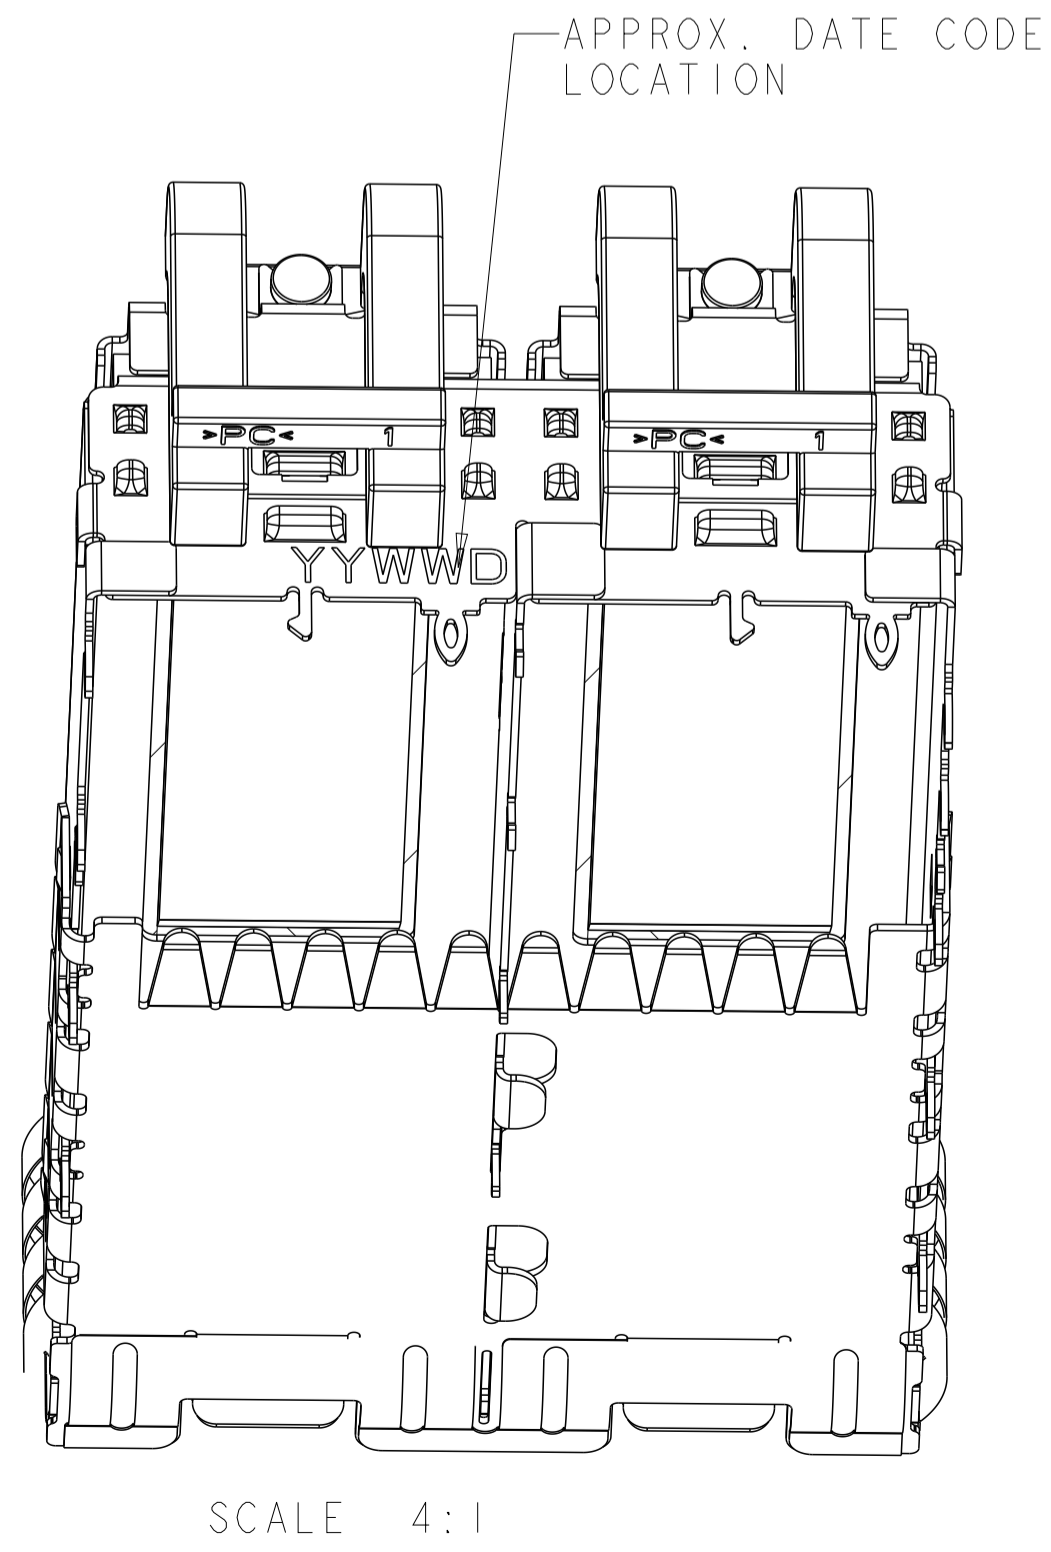 APPROX. DATE CODE
LOCATION
>PC< 1
>PC< 1
YYWWD
SCALE 4:1